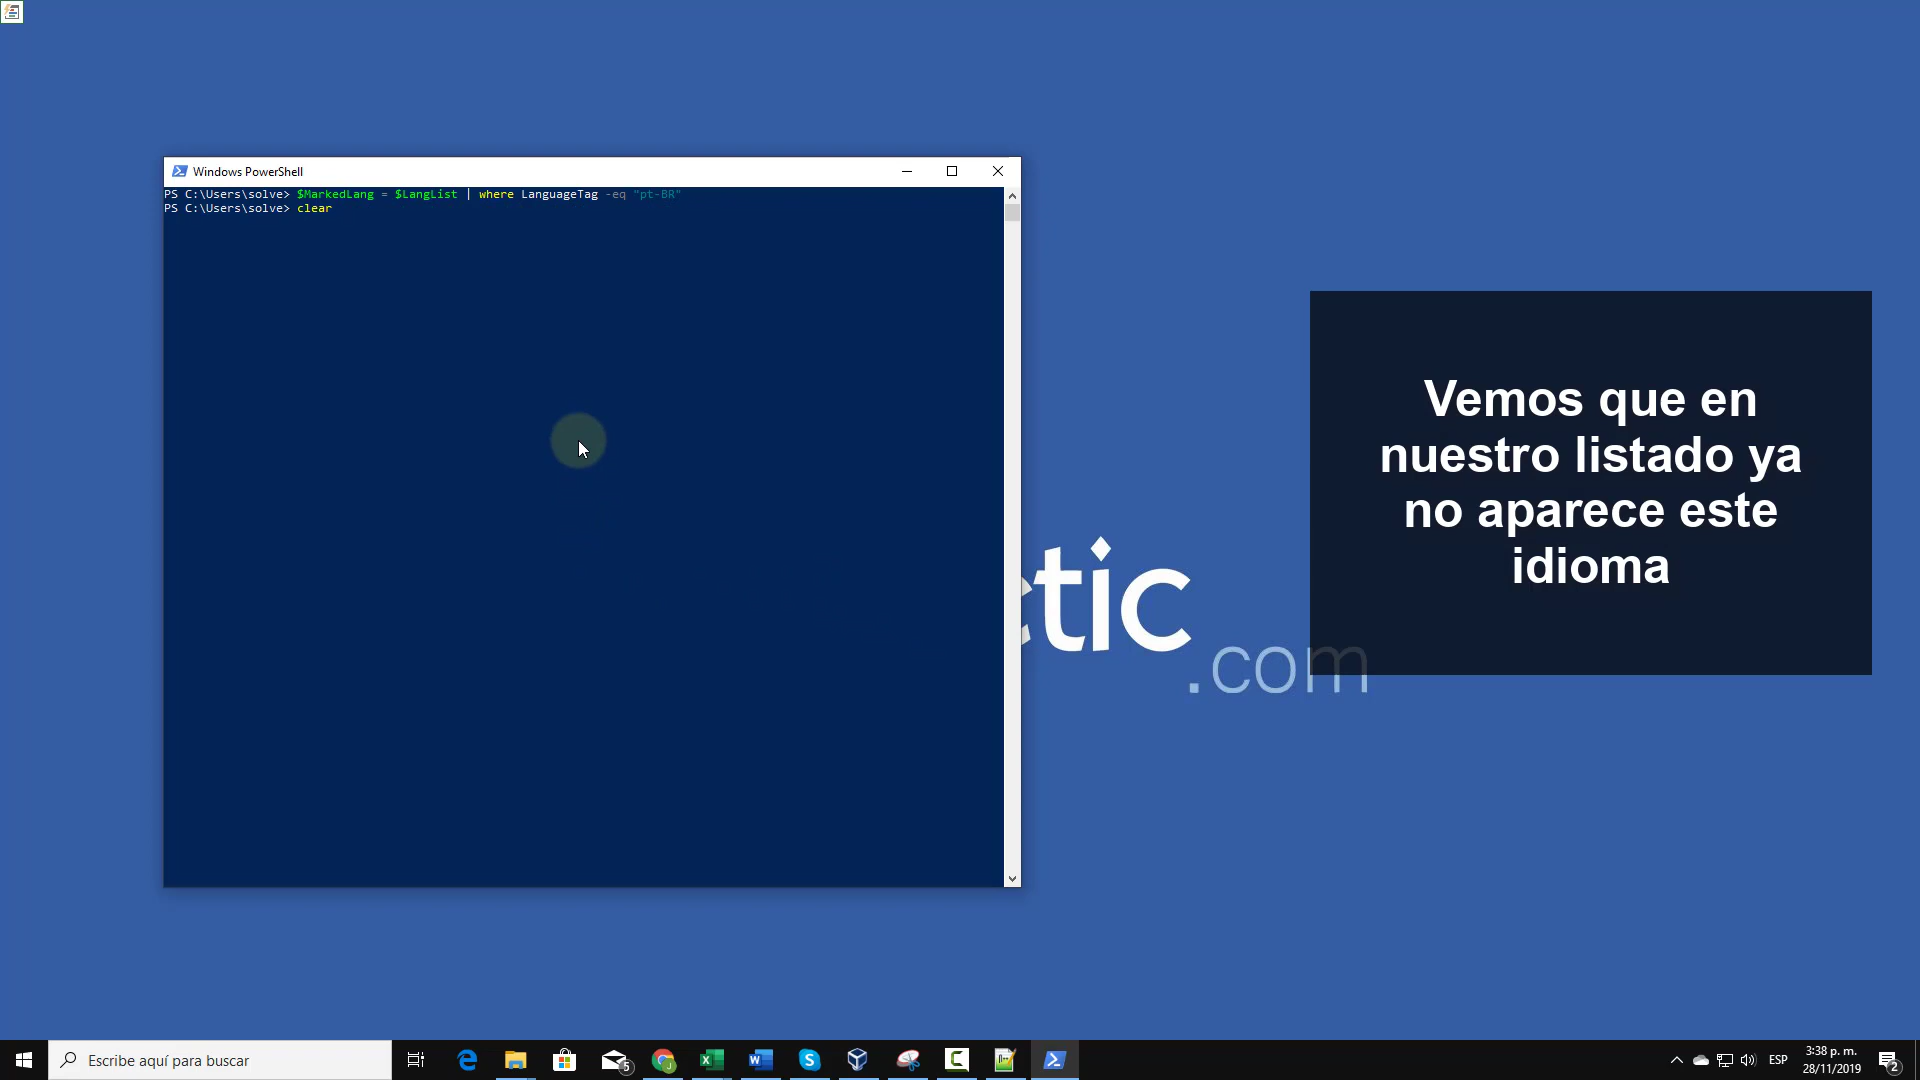 Windows PowerShell
PS C:\Users\solve> $MarkedLang = $LangList | where LanguageTag -eq "pt-BR"
PS C:\Users\solve> clear
Vemos que en
nuestro listado ya
no aparece este
idioma
tic
.com
Escribe aquí para buscar
5
ESP
3:38 p. m.
28/11/2019
2